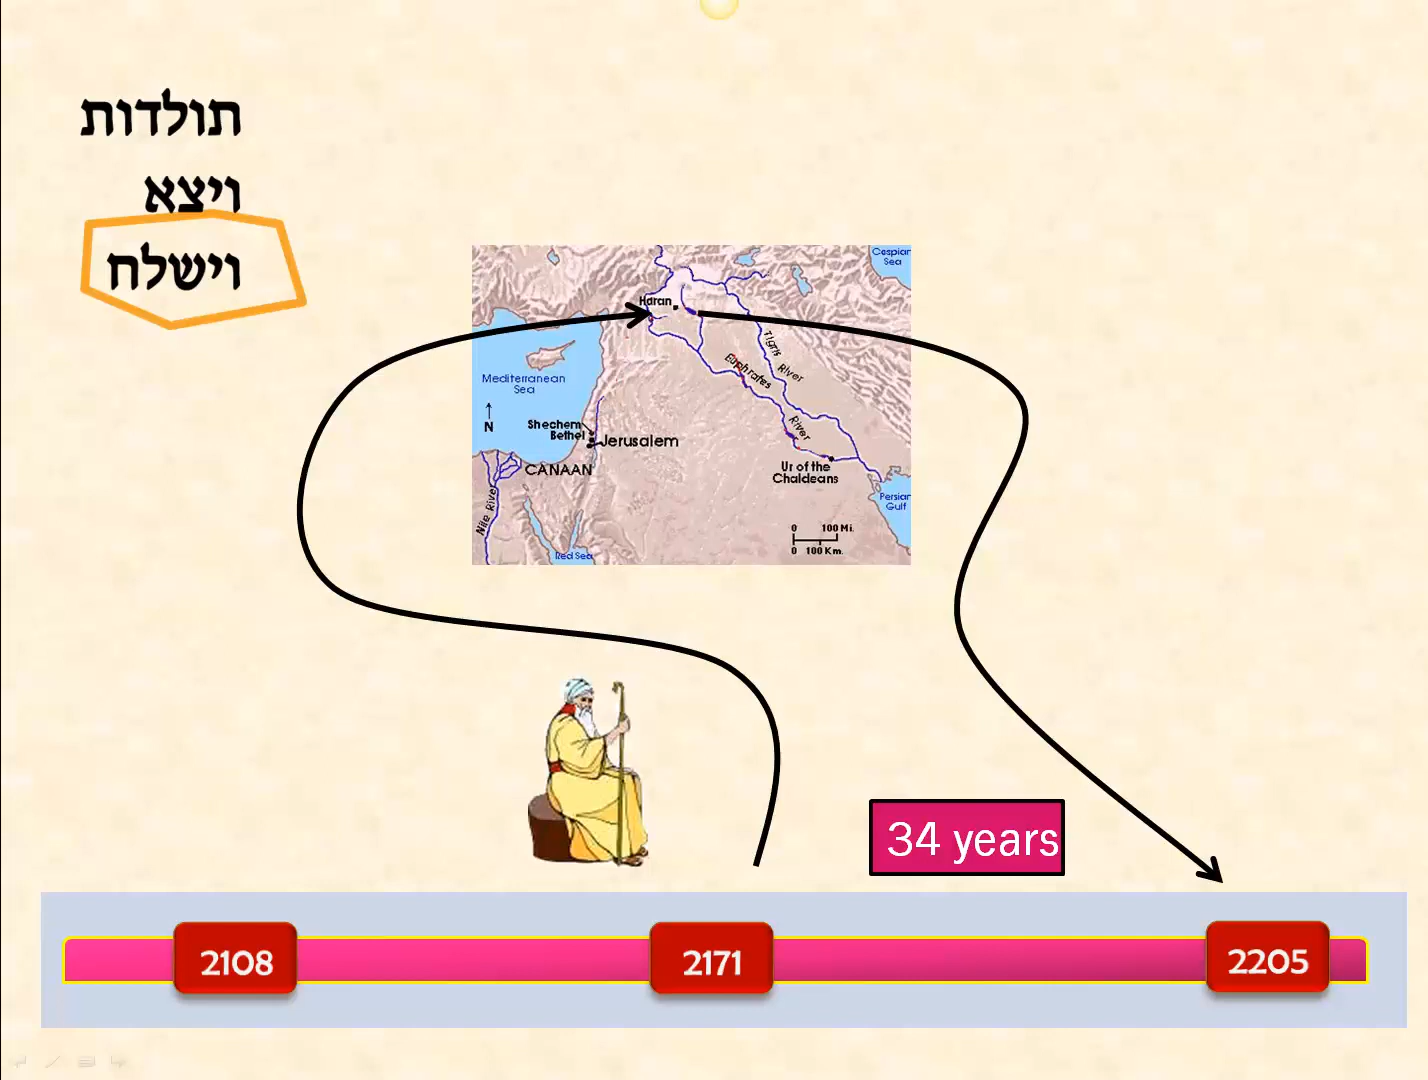 תולדות
ויצא
וישלח
Caspian
Sea
Haran
Tigris River
Euphrates River
Mediterranean
Sea
N
Shechem
Bethel
Jerusalem
CANAAN
Ur of the
Chaldeans
Nile River
Persian
Gulf
0 100 Mi.
0 100 Km.
Red Sea
34 years
2108 2171 2205